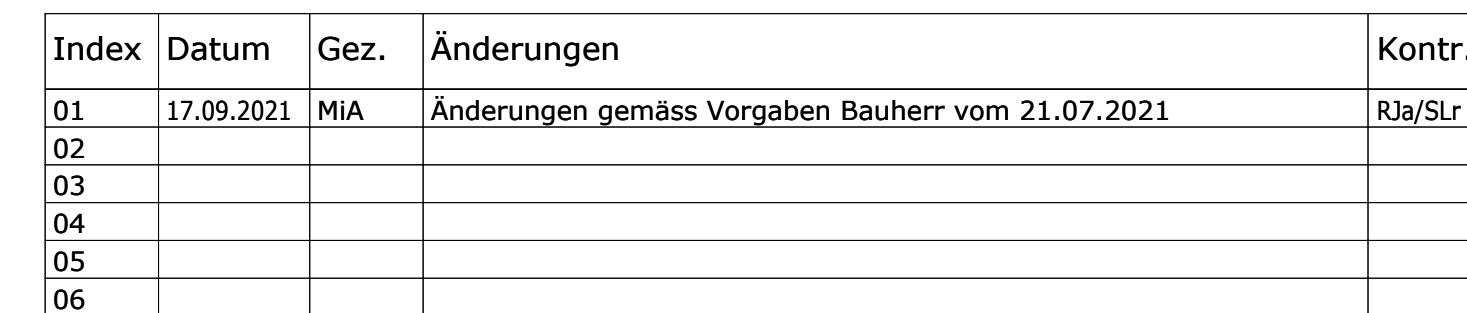 Index Datum Gez. Änderungen Kontr.
01 17.09.2021 MiA Änderungen gemäss Vorgaben Bauherr vom 21.07.2021 RJa/SLr
02
03
04
05
06